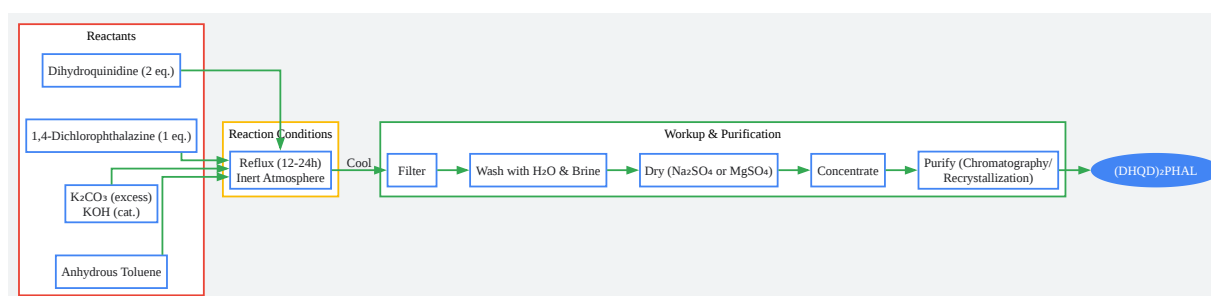 Reactants
Dihydroquinidine (2 eq.)
1,4-Dichlorophthalazine (1 eq.)
K₂CO₃ (excess)
KOH (cat.)
Anhydrous Toluene
Reaction Conditions
Reflux (12-24h)
Inert Atmosphere
Cool
Workup & Purification
Filter
Wash with H₂O & Brine
Dry (Na₂SO₄ or MgSO₄)
Concentrate
Purify (Chromatography/
Recrystallization)
(DHQD)₂PHAL